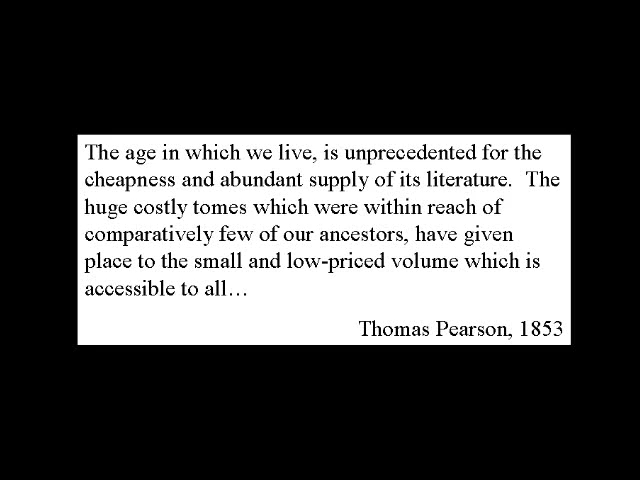 The age in which we live, is unprecedented for the
cheapness and abundant supply of its literature.  The
huge costly tomes which were within reach of
comparatively few of our ancestors, have given
place to the small and low-priced volume which is
accessible to all…
Thomas Pearson, 1853